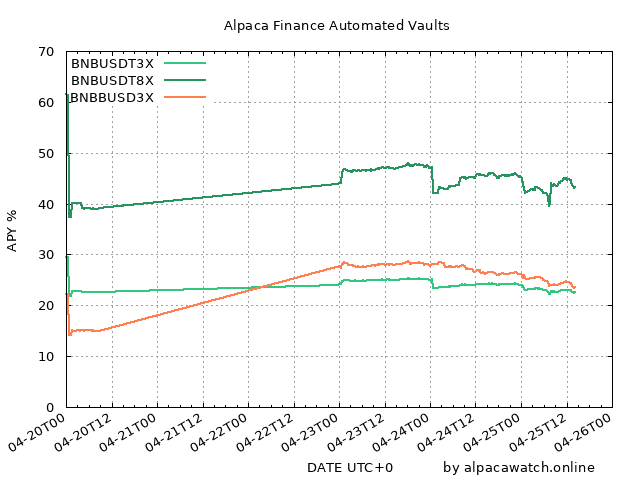 Alpaca Finance Automated Vaults
70
60
50
40
30
20
10
0
APY %
BNBUSDT3X
BNBUSDT8X
BNBBUSD3X
04-20T00
04-20T12
04-21T00
04-21T12
04-22T00
04-22T12
04-23T00
04-23T12
04-24T00
04-24T12
04-25T00
04-25T12
04-26T00
DATE UTC+0
by alpacawatch.online